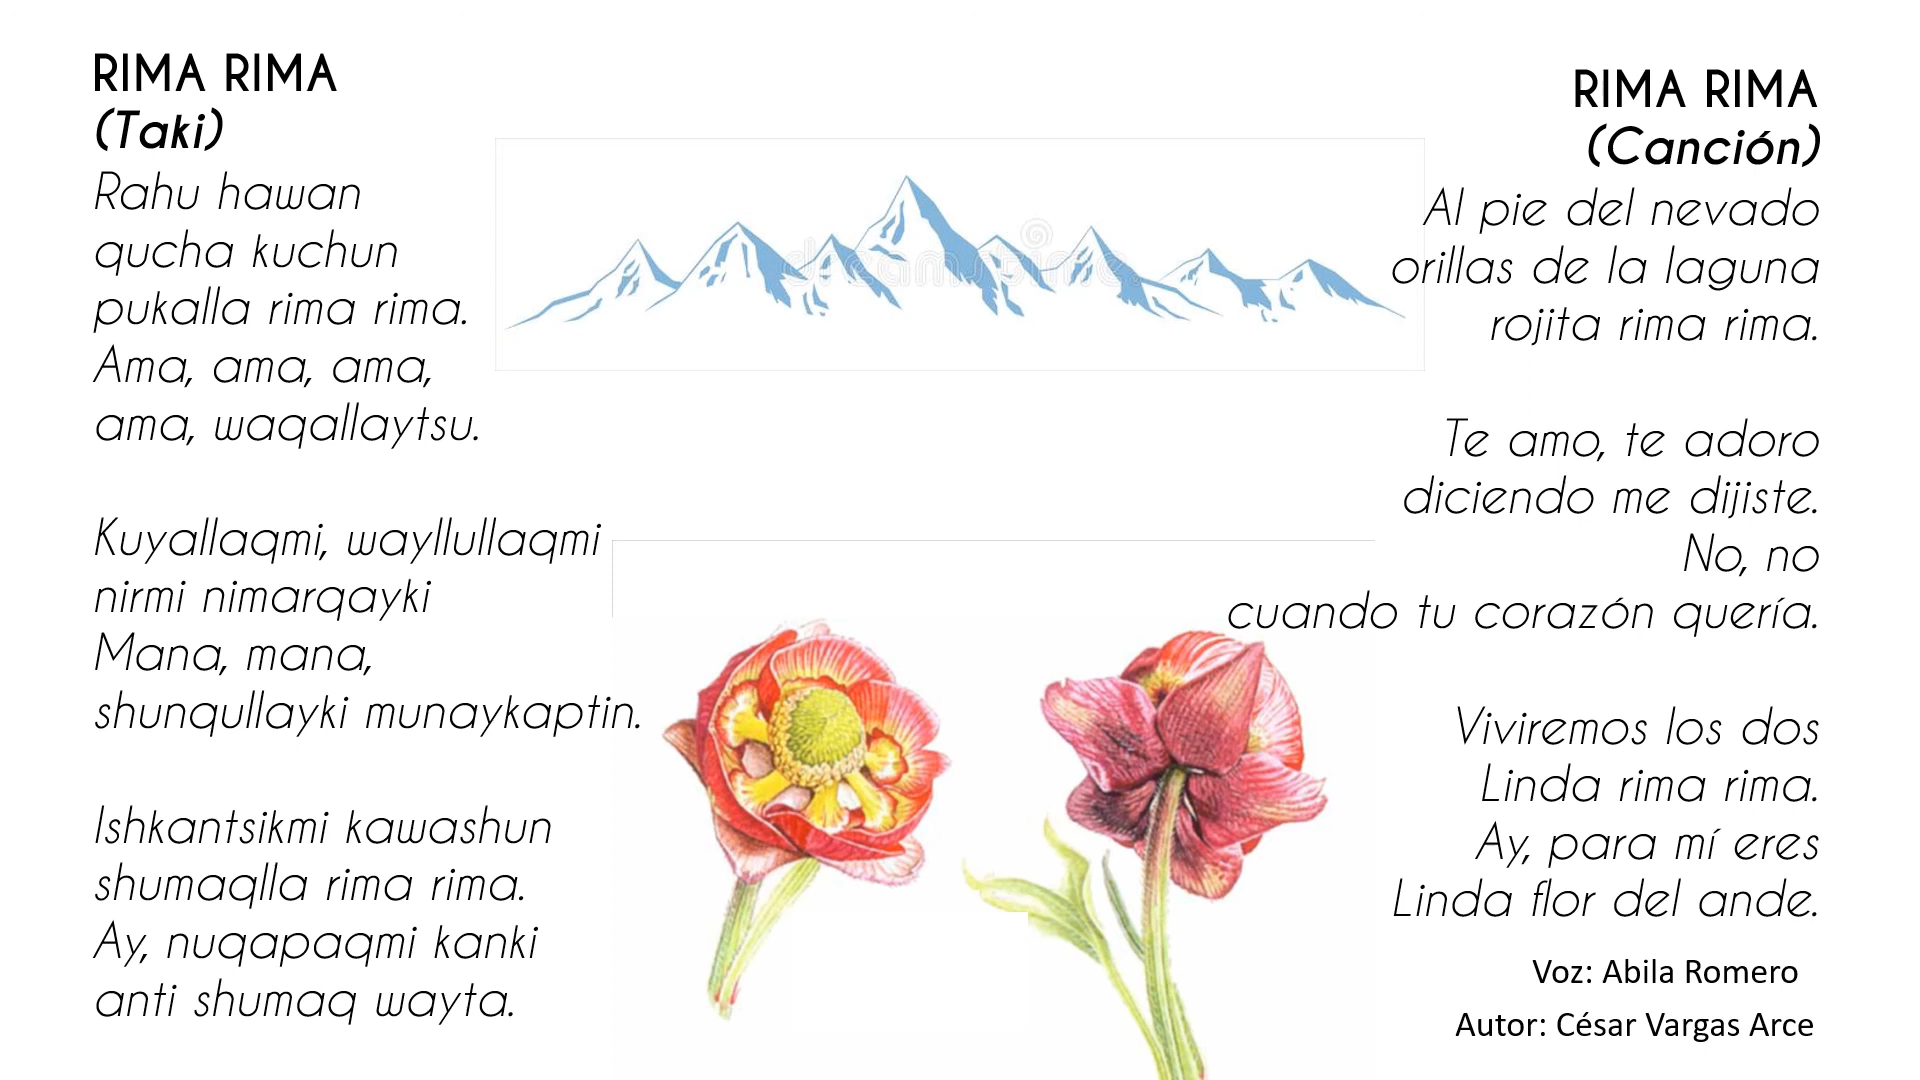 RIMA RIMA
(Taki)
Rahu hawan
qucha kuchun
pukalla rima rima.
Ama, ama, ama,
ama, waqallaytsu.
Kuyallaqmi, wayllullaqmi
nirmi nimarqayki
Mana, mana,
shunqullayki munaykaptin.
Ishkantsikmi kawashun
shumaqlla rima rima.
Ay, nuqapaqmi kanki
anti shumaq wayta.
RIMA RIMA
(Canción)
Al pie del nevado
orillas de la laguna
rojita rima rima.
Te amo, te adoro
diciendo me dijiste.
No, no
cuando tu corazón quería.
Viviremos los dos
Linda rima rima.
Ay, para mí eres
Linda flor del ande.
Voz: Abila Romero
Autor: César Vargas Arce
dreamstime